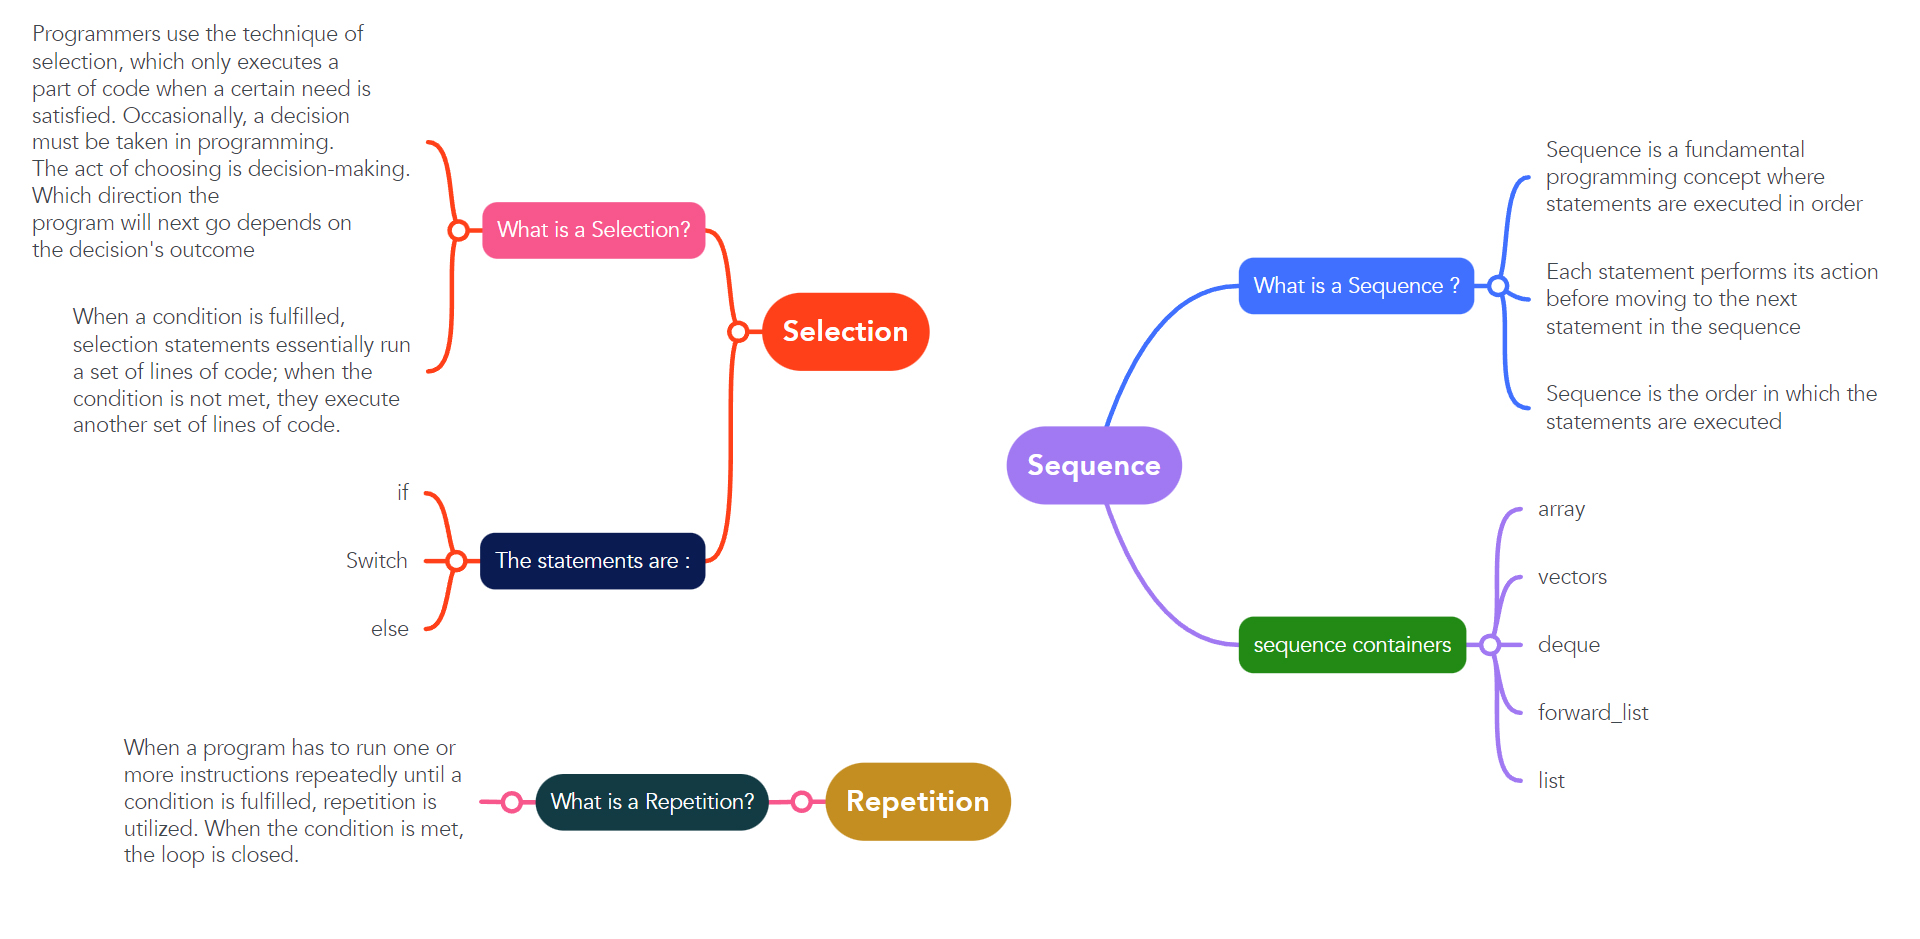 Programmers use the technique of
selection, which only executes a
part of code when a certain need is
satisfied. Occasionally, a decision
must be taken in programming.
The act of choosing is decision-making.
Which direction the
program will next go depends on
the decision's outcome
When a condition is fulfilled,
selection statements essentially run
a set of lines of code; when the
condition is not met, they execute
another set of lines of code.
What is a Selection?
Selection
if
Switch
else
The statements are :
When a program has to run one or
more instructions repeatedly until a
condition is fulfilled, repetition is
utilized. When the condition is met,
the loop is closed.
What is a Repetition?
Repetition
Sequence
What is a Sequence ?
Sequence is a fundamental
programming concept where
statements are executed in order
Each statement performs its action
before moving to the next
statement in the sequence
Sequence is the order in which the
statements are executed
sequence containers
array
vectors
deque
forward_list
list